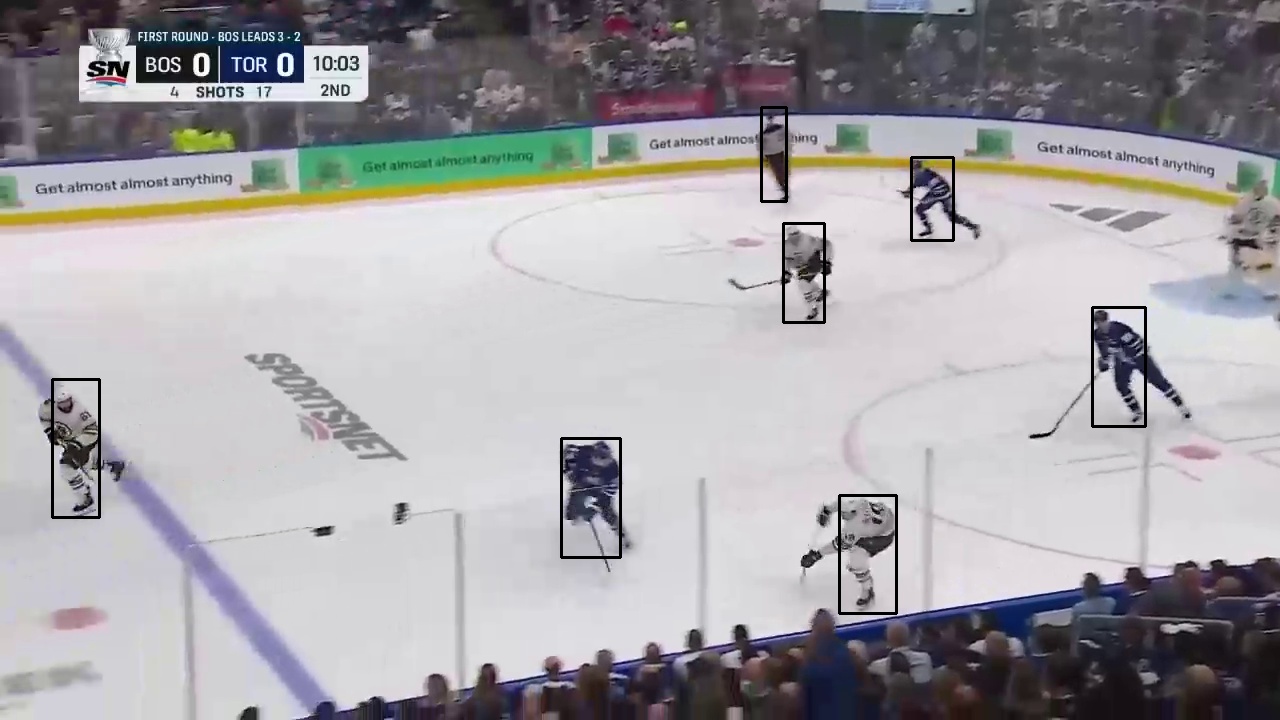 FIRST ROUND - BOS LEADS 3 - 2
SN BOS 0 TOR 0 10:03
4 SHOTS 17 2ND
Get almost almost anything
Get almost almost anything
Get almost almost
Get almost almost anything
SPORTSNET